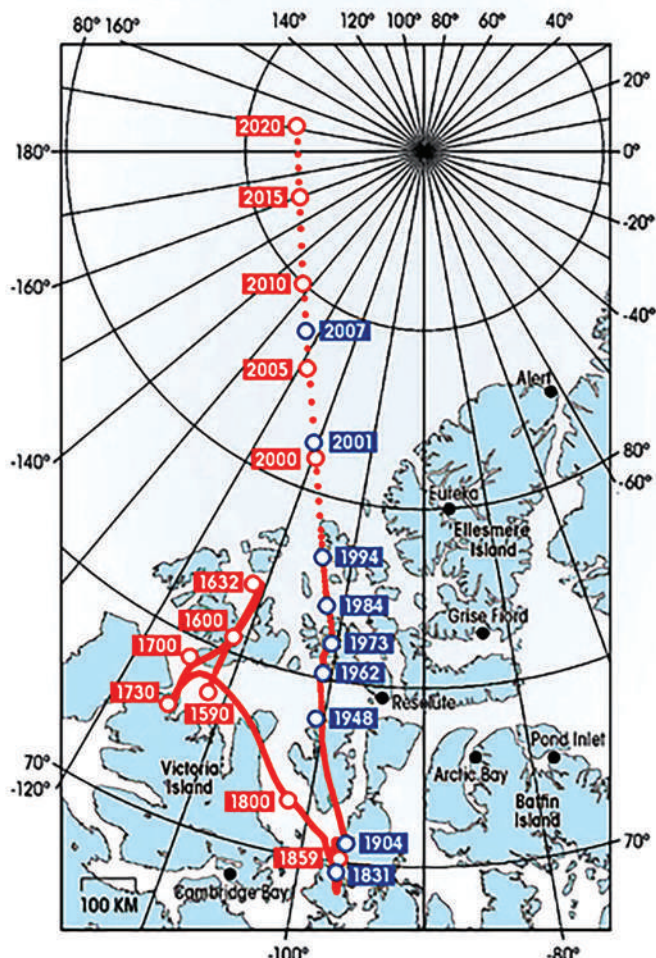 80° 160° 140° 120° 100° 80° 60° 40°
20°
2020
180° 0°
2015
-20°
-160° 2010
2007 -40°
2005
Alert
-140° 2001 80°
2000 -60°
Eureka
Ellesmere
Island
1994
1632
1984
1600 Grise Fiord
1700 1973
1962
1730 Resolute
1590 1948
Pond Inlet
70° Victoria Arctic Bay
-120° Island Baffin
1800 Island
1904 70°
1859
1831
Cambridge Bay
100 KM
-100° -80°